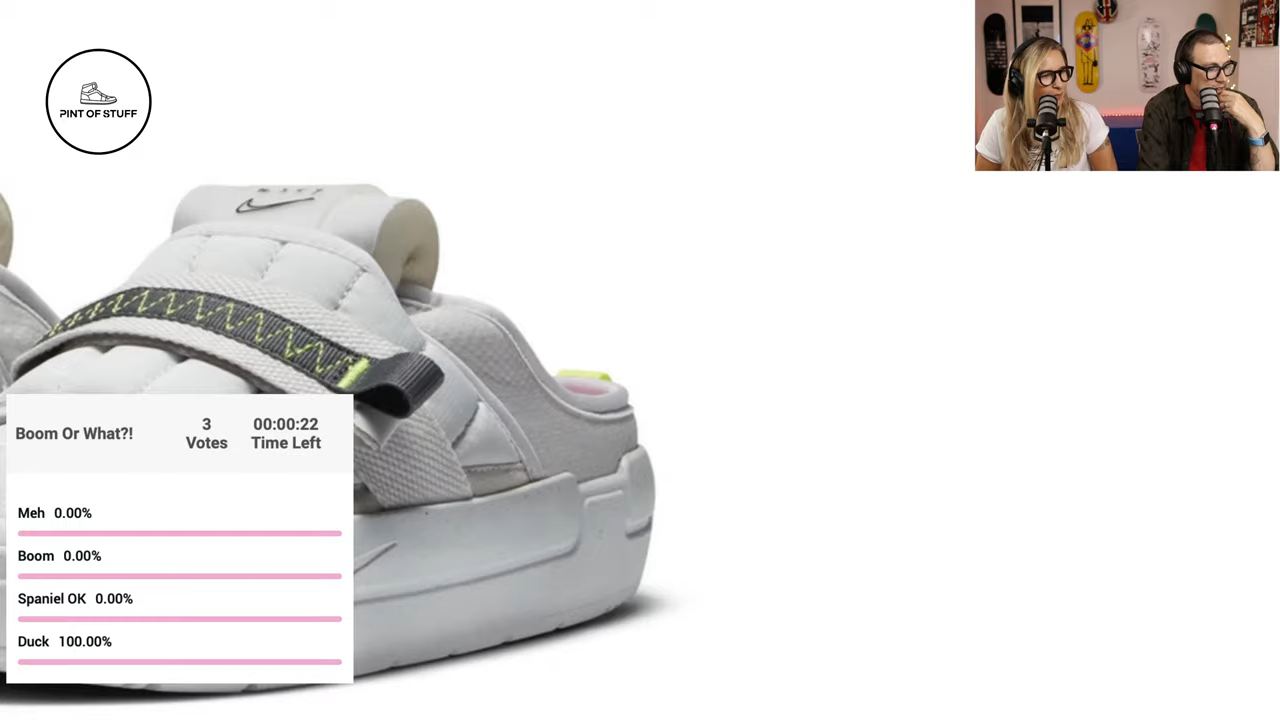 PINT OF STUFF
Boom Or What?!
3
Votes
00:00:22
Time Left
Meh 0.00%
Boom 0.00%
Spaniel OK 0.00%
Duck 100.00%